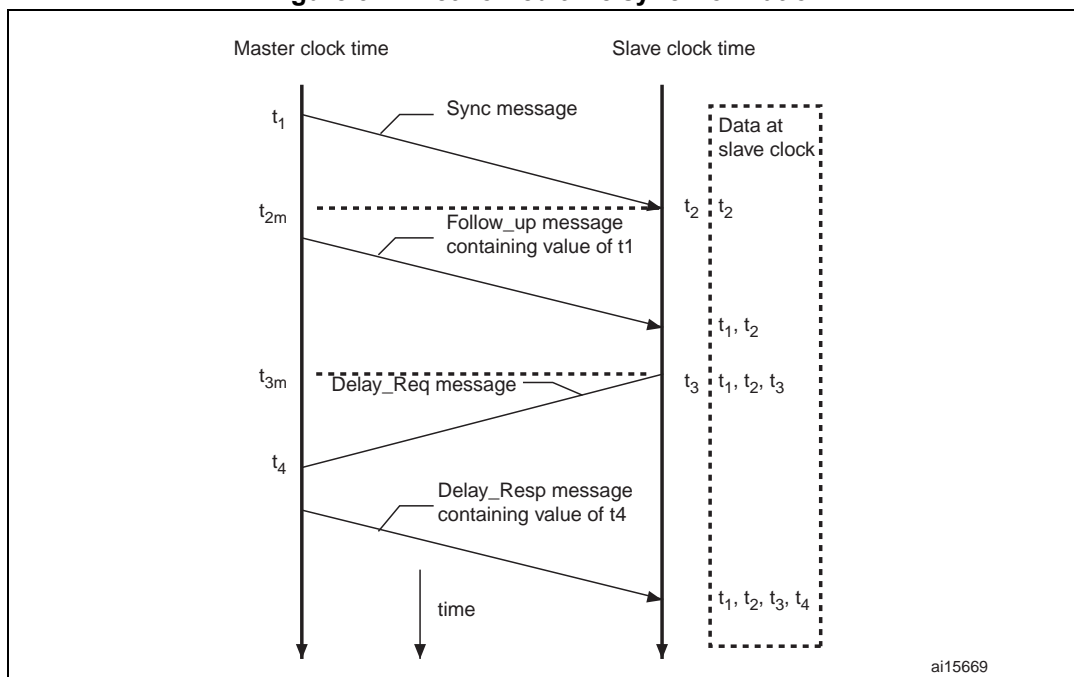 Master clock time
Slave clock time
t1
Sync message
Data at
slave clock
t2m
t2
t2
Follow_up message
containing value of t1
t1, t2
t3m
Delay_Req message
t3
t1, t2, t3
t4
Delay_Resp message
containing value of t4
t1, t2, t3, t4
time
ai15669